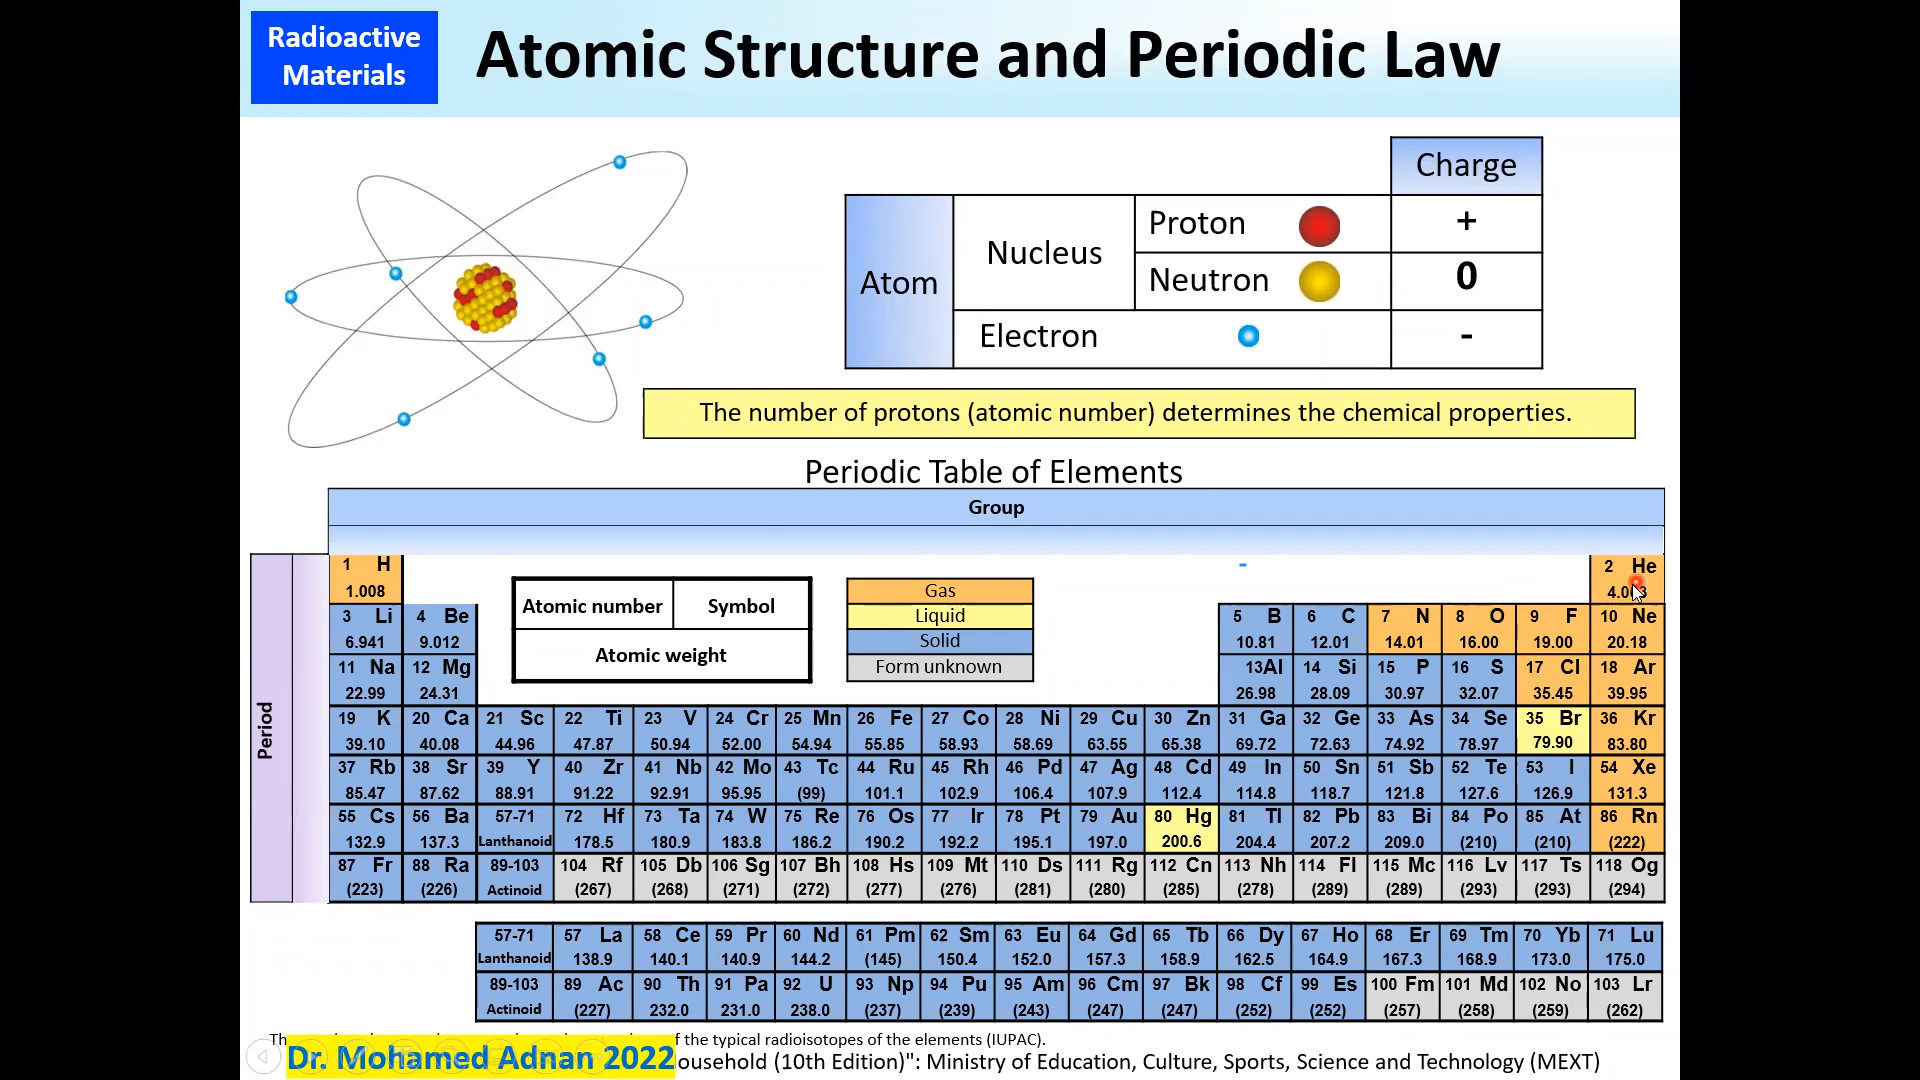 Radioactive
Materials
Atomic Structure and Periodic Law
Charge
Atom
Nucleus
Proton
+
Neutron
0
Electron
-
The number of protons (atomic number) determines the chemical properties.
Periodic Table of Elements
Group
Period
Atomic number Symbol
Atomic weight
Gas
Liquid
Solid
Form unknown
-
1 H 2 He
1.008
3 Li 4 Be 5 B 6 C 7 N 8 O 9 F 10 Ne
6.941 9.012 10.81 12.01 14.01 16.00 19.00 20.18
11 Na 12 Mg 13Al 14 Si 15 P 16 S 17 Cl 18 Ar
22.99 24.31 26.98 28.09 30.97 32.07 35.45 39.95
19 K 20 Ca 21 Sc 22 Ti 23 V 24 Cr 25 Mn 26 Fe 27 Co 28 Ni 29 Cu 30 Zn 31 Ga 32 Ge 33 As 34 Se 35 Br 36 Kr
39.10 40.08 44.96 47.87 50.94 52.00 54.94 55.85 58.93 58.69 63.55 65.38 69.72 72.63 74.92 78.97 79.90 83.80
37 Rb 38 Sr 39 Y 40 Zr 41 Nb 42 Mo 43 Tc 44 Ru 45 Rh 46 Pd 47 Ag 48 Cd 49 In 50 Sn 51 Sb 52 Te 53 I 54 Xe
85.47 87.62 88.91 91.22 92.91 95.95 (99) 101.1 102.9 106.4 107.9 112.4 114.8 118.7 121.8 127.6 126.9 131.3
55 Cs 56 Ba 57-71 72 Hf 73 Ta 74 W 75 Re 76 Os 77 Ir 78 Pt 79 Au 80 Hg 81 Tl 82 Pb 83 Bi 84 Po 85 At 86 Rn
132.9 137.3 Lanthanoid 178.5 180.9 183.8 186.2 190.2 192.2 195.1 197.0 200.6 204.4 207.2 209.0 (210) (210) (222)
87 Fr 88 Ra 89-103 104 Rf 105 Db 106 Sg 107 Bh 108 Hs 109 Mt 110 Ds 111 Rg 112 Cn 113 Nh 114 Fl 115 Mc 116 Lv 117 Ts 118 Og
(223) (226) Actinoid (267) (268) (271) (272) (277) (276) (281) (280) (285) (278) (289) (289) (293) (293) (294)
57-71 57 La 58 Ce 59 Pr 60 Nd 61 Pm 62 Sm 63 Eu 64 Gd 65 Tb 66 Dy 67 Ho 68 Er 69 Tm 70 Yb 71 Lu
Lanthanoid 138.9 140.1 140.9 144.2 (145) 150.4 152.0 157.3 158.9 162.5 164.9 167.3 168.9 173.0 175.0
89-103 89 Ac 90 Th 91 Pa 92 U 93 Np 94 Pu 95 Am 96 Cm 97 Bk 98 Cf 99 Es 100 Fm 101 Md 102 No 103 Lr
Actinoid (227) 232.0 231.0 238.0 (237) (239) (243) (247) (247) (252) (252) (257) (258) (259) (262)
f the typical radioisotopes of the elements (IUPAC).
Dr. Mohamed Adnan 2022
ousehold (10th Edition)": Ministry of Education, Culture, Sports, Science and Technology (MEXT)